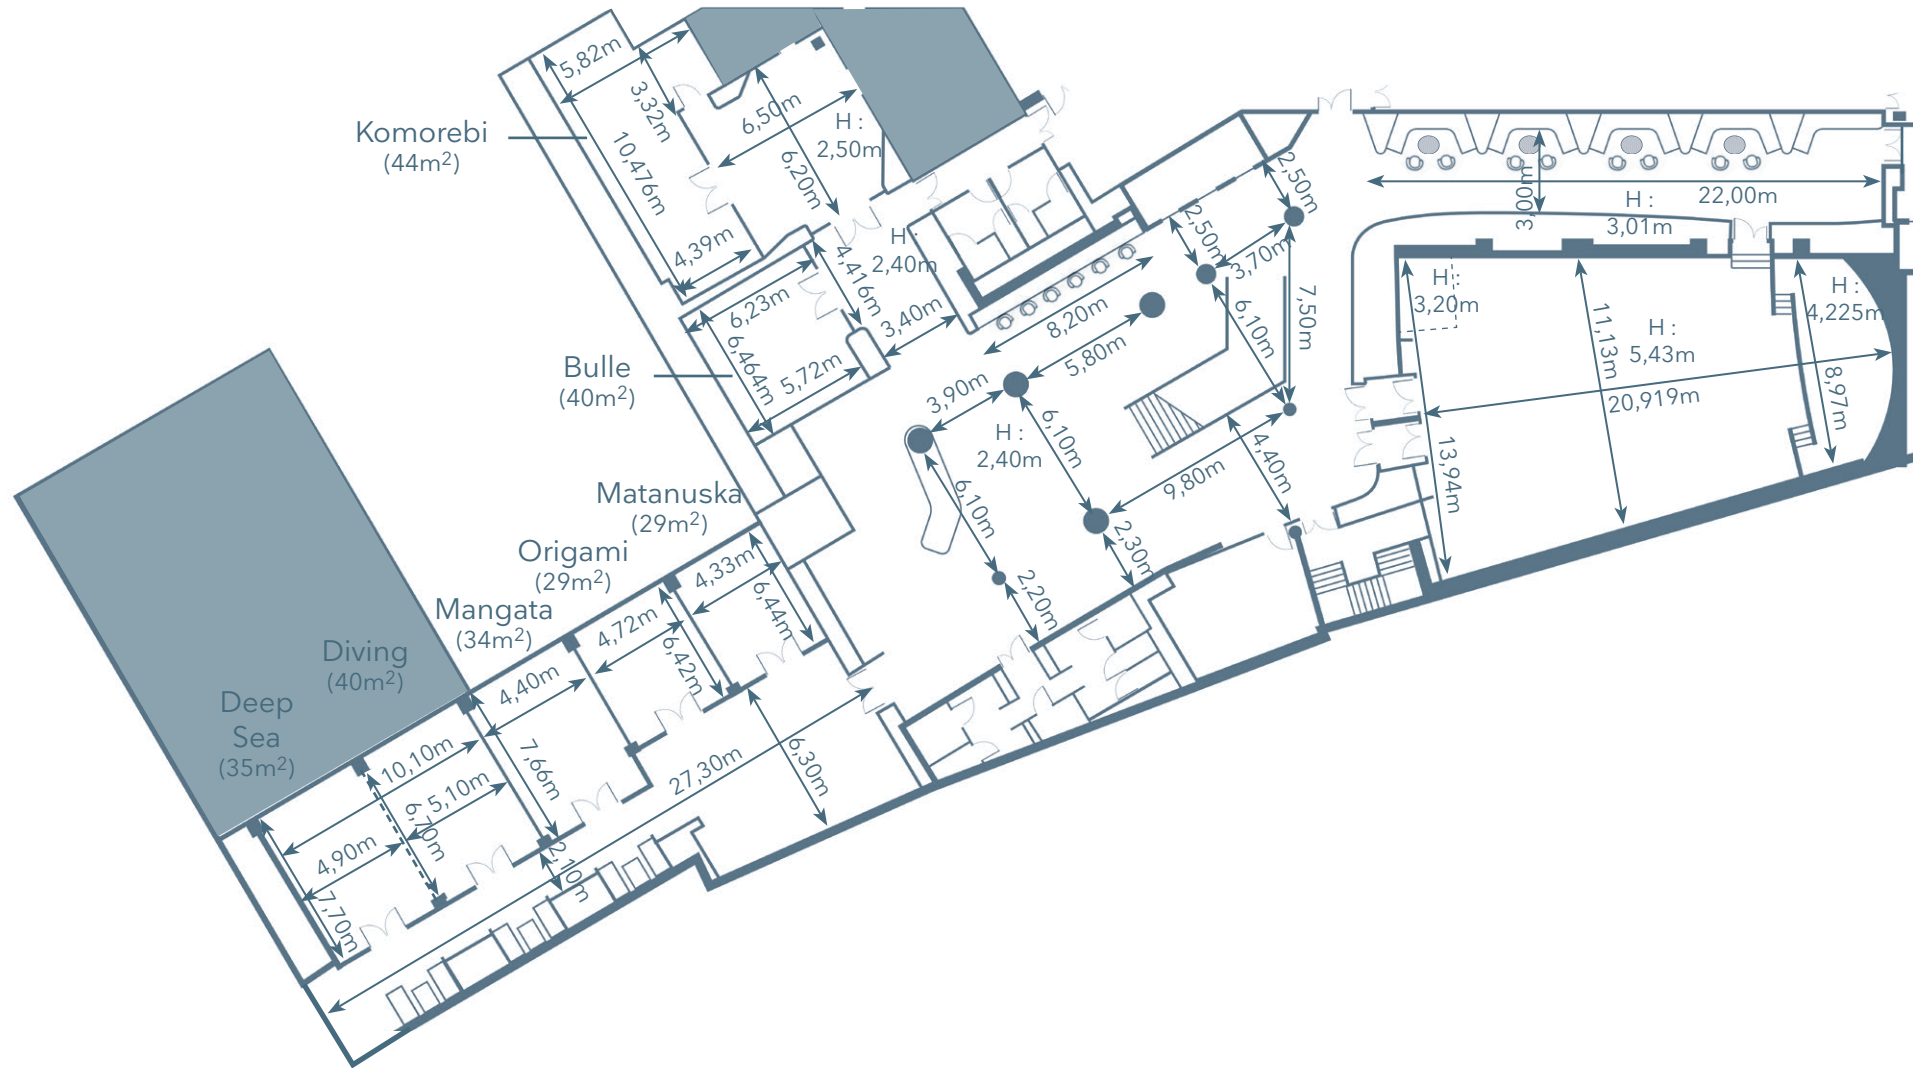 5,82m
3,32m
10,476m
Komorebi
(44m²)
6,50m
H :
2,50m
6,20m
4,39m
H :
2,40m
4,416m
6,23m
3,40m
6,464m
5,72m
Bulle
(40m²)
8,20m
5,80m
3,90m
H :
2,40m
2,50m
2,50m
3,70m
7,50m
6,10m
6,10m
6,10m
9,80m
4,40m
2,30m
2,20m
22,00m
3,00m
H :
3,01m
H :
3,20m
11,13m
H :
5,43m
H :
4,225m
20,919m
8,97m
13,94m
Matanuska
(29m²)
Origami
(29m²)
Mangata
(34m²)
Diving
(40m²)
Deep
Sea
(35m²)
4,33m
6,44m
4,72m
6,42m
4,40m
7,66m
10,10m
5,10m
6,70m
4,90m
7,70m
27,30m
6,30m
2,10m